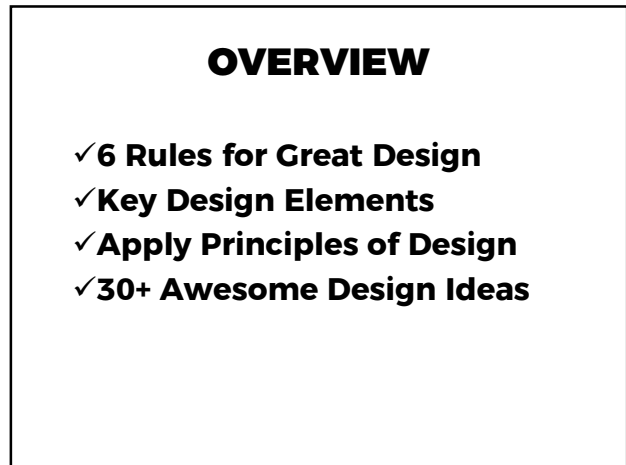 OVERVIEW
✓6 Rules for Great Design
✓Key Design Elements
✓Apply Principles of Design
✓30+ Awesome Design Ideas